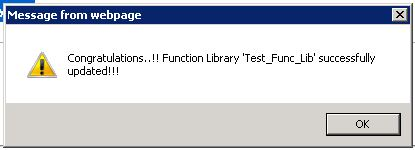 Message from webpage
Congratulations..!! Function Library 'Test_Func_Lib' successfully
updated!!!
OK